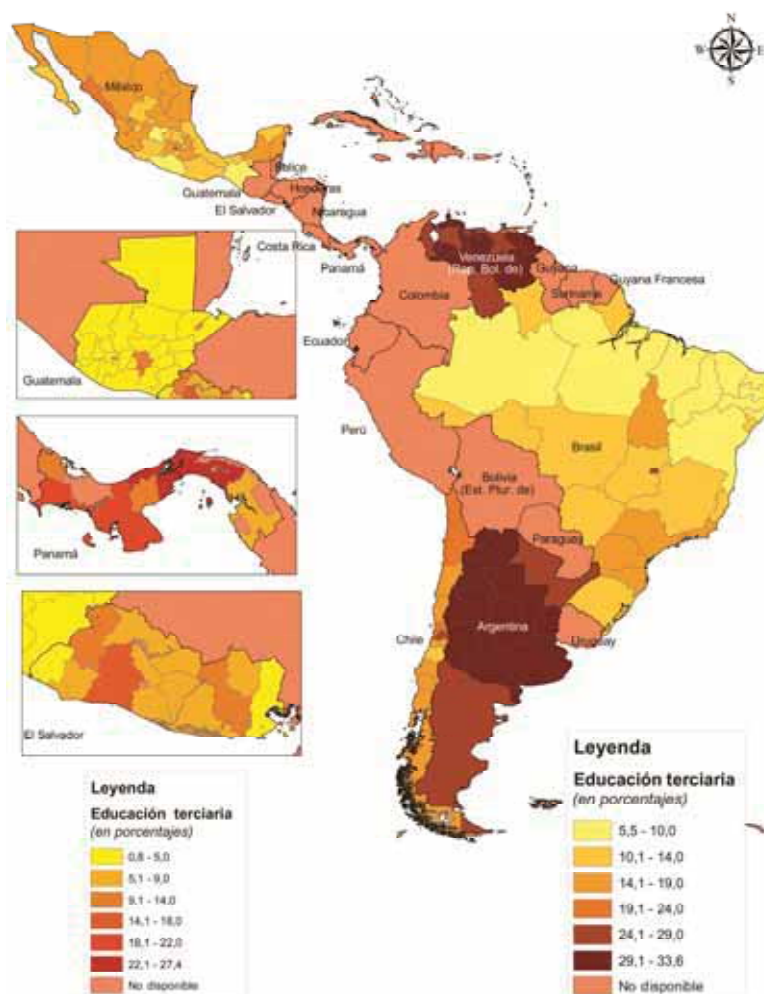 N
W E
S
México
Belice
Guatemala
Honduras
El Salvador
Nicaragua
Costa Rica
Panamá
Venezuela
(Rep. Bol. de)
Guyana
Guyana Francesa
Suriname
Colombia
Ecuador
Guatemala
Perú
Brasil
Bolivia
(Est. Plur. de)
Panamá
Paraguay
Argentina
Chile
Uruguay
El Salvador
Leyenda
Educación terciaria
(en porcentajes)
0,8 - 5,0
5,1 - 9,0
9,1 - 14,0
14,1 - 18,0
18,1 - 22,0
22,1 - 27,4
No disponible
Leyenda
Educación terciaria
(en porcentajes)
5,5 - 10,0
10,1 - 14,0
14,1 - 19,0
19,1 - 24,0
24,1 - 29,0
29,1 - 33,6
No disponible